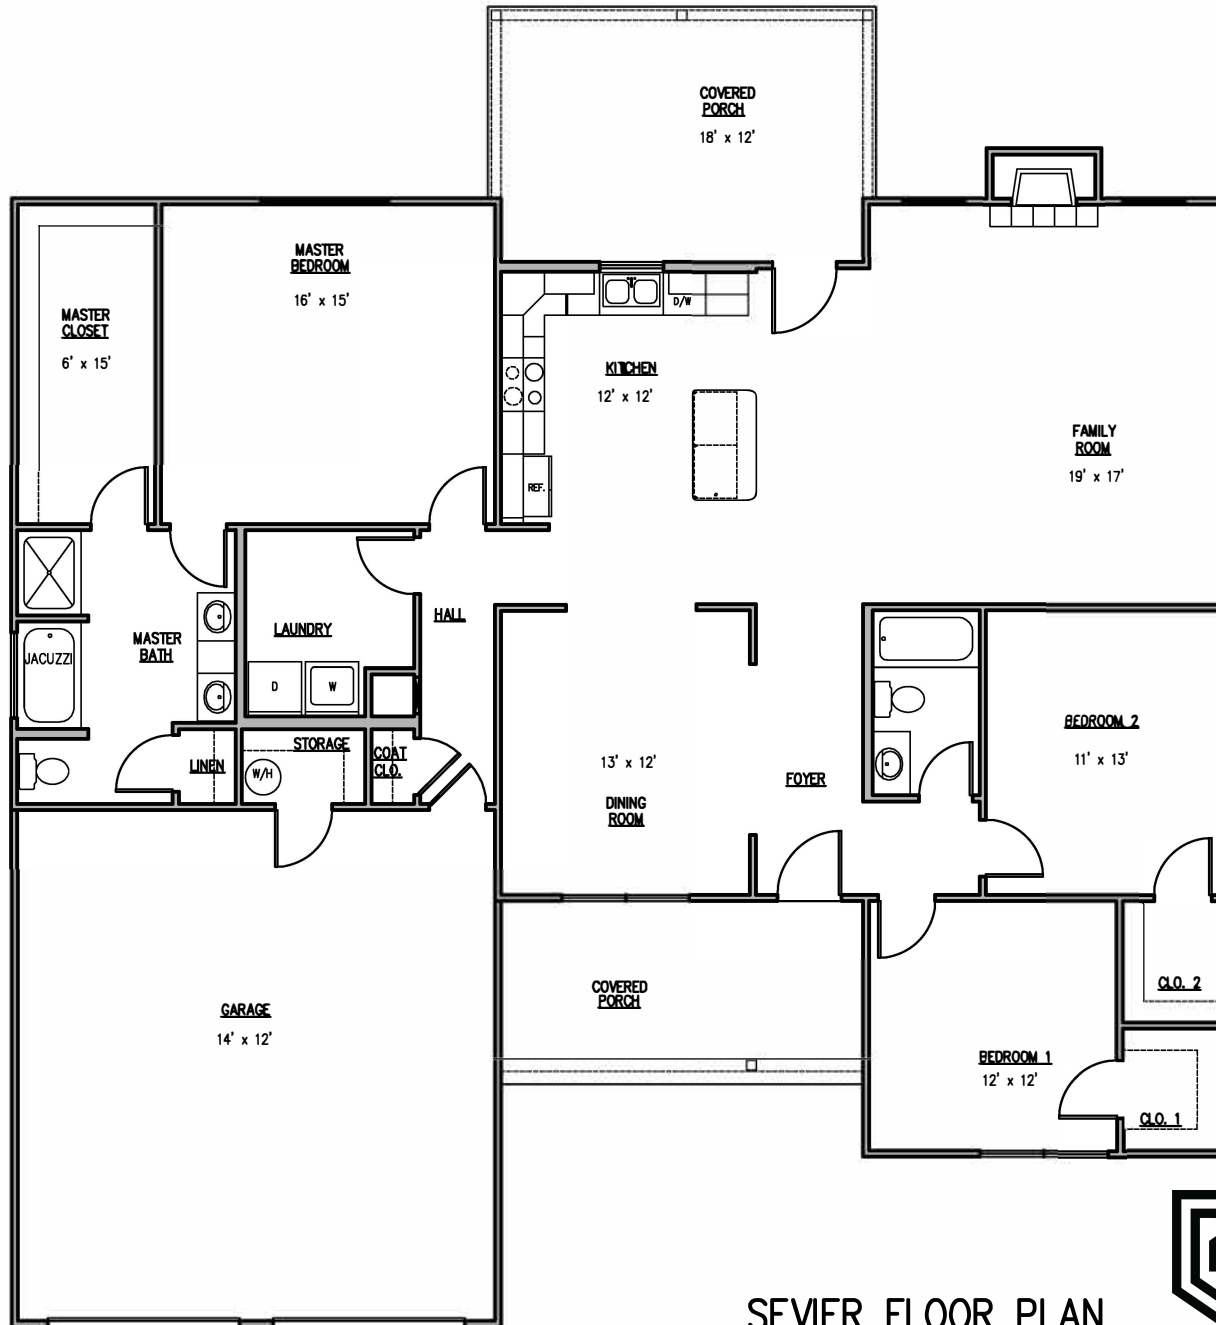 COVERED
PORCH
18' x 12'
MASTER
BEDROOM
16' x 15'
MASTER
CLOSET
6' x 15'
D/W
KITCHEN
12' x 12'
REF.
FAMILY
ROOM
19' x 17'
HALL
LAUNDRY
MASTER
BATH
JACUZZI
D
W
LINEN
STORAGE
W/H
COAT
CLO.
13' x 12'
DINING
ROOM
FOYER
BEDROOM 2
11' x 13'
GARAGE
14' x 12'
COVERED
PORCH
CLO. 2
BEDROOM 1
12' x 12'
CLO. 1
SEVIER FLOOR PLAN